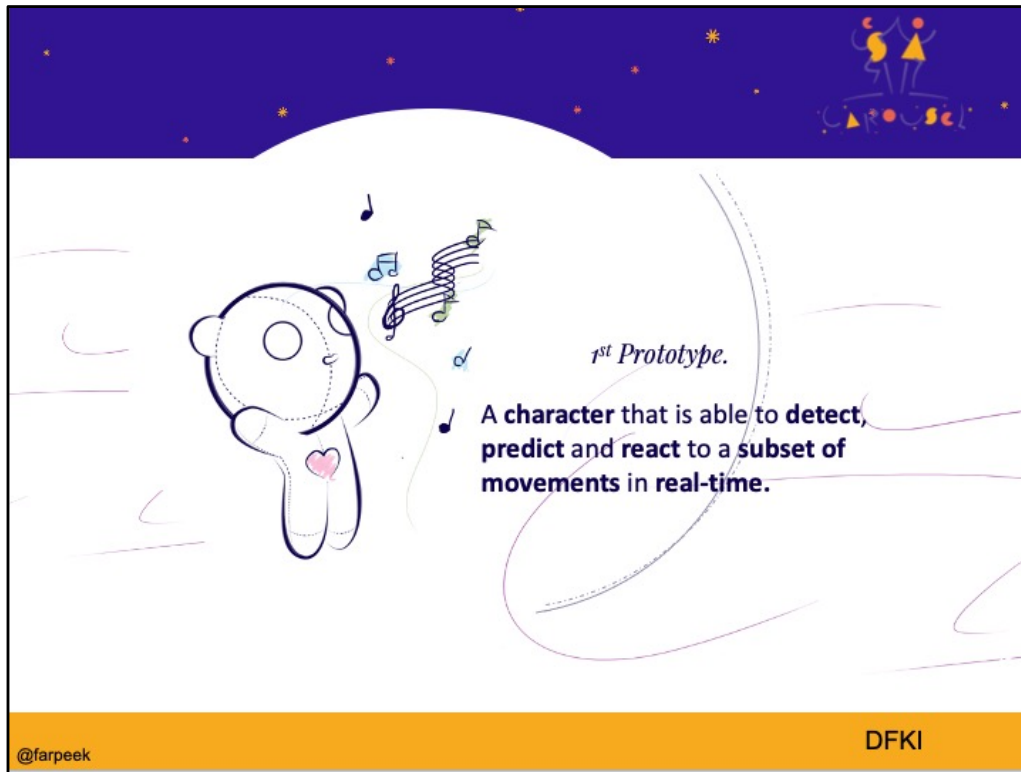 CAROUSEL
1st Prototype.
A character that is able to detect,
predict and react to a subset of
movements in real-time.
DFKI
@farpeek